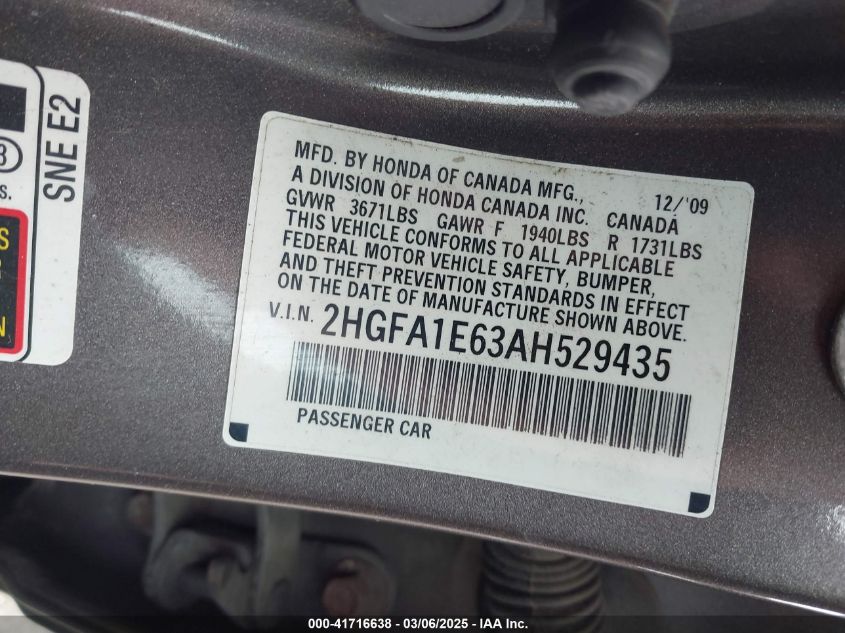 SNE E2
3
S.
S
N
MFD. BY HONDA OF CANADA MFG., 12/'09
A DIVISION OF HONDA CANADA INC. CANADA
GVWR 3671LBS GAWR F 1940LBS R 1731LBS
THIS VEHICLE CONFORMS TO ALL APPLICABLE
FEDERAL MOTOR VEHICLE SAFETY, BUMPER,
AND THEFT PREVENTION STANDARDS IN EFFECT
ON THE DATE OF MANUFACTURE SHOWN ABOVE.
V.I.N. 2HGFA1E63AH529435
PASSENGER CAR
000-41716638 - 03/06/2025 - IAA Inc.